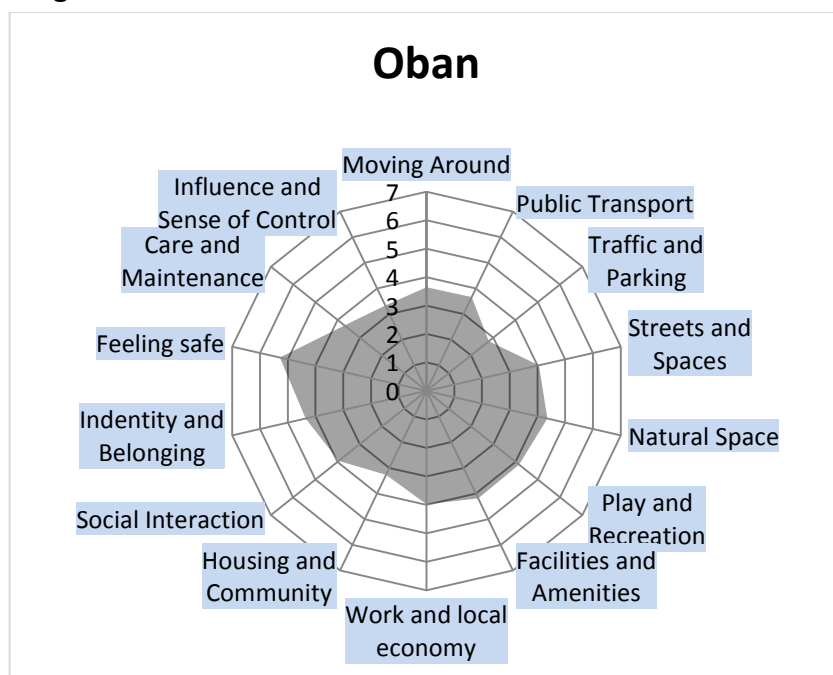 Oban
Moving Around
Public Transport
Traffic and
Parking
Streets and
Spaces
Natural Space
Play and
Recreation
Facilities and
Amenities
Work and local
economy
Housing and
Community
Social Interaction
Indentity and
Belonging
Feeling safe
Care and
Maintenance
Influence and
Sense of Control
7
6
5
4
3
2
1
0